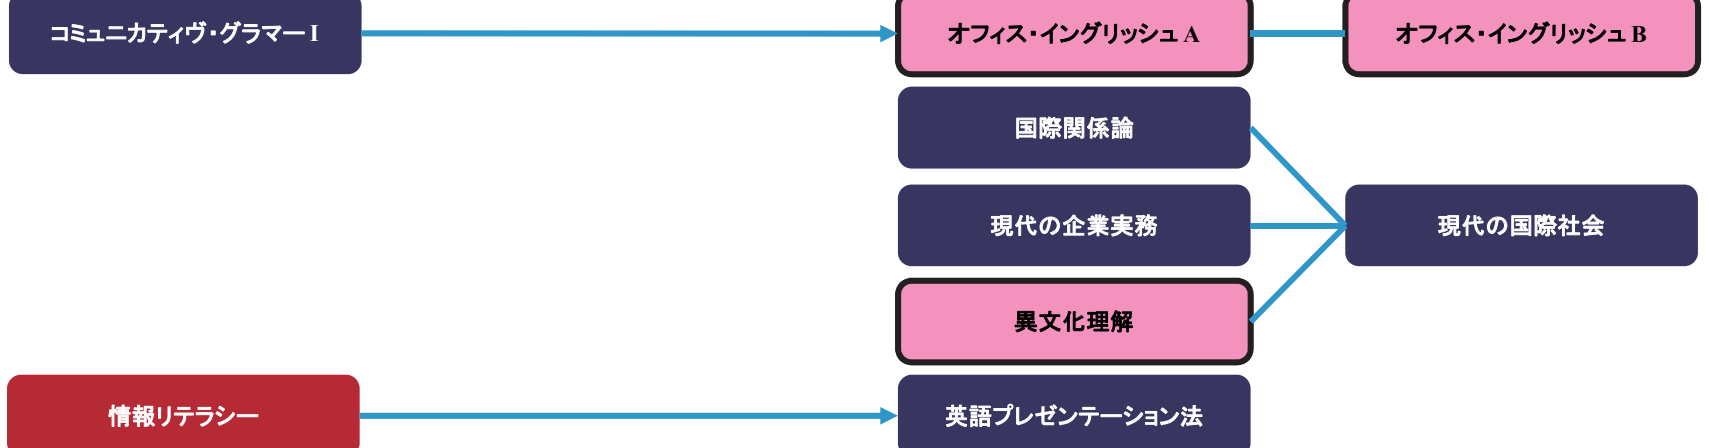 コミュニカティヴ・グラマー I
オフィス・イングリッシュ A
オフィス・イングリッシュ B
国際関係論
現代の企業実務
現代の国際社会
異文化理解
情報リテラシー
英語プレゼンテーション法